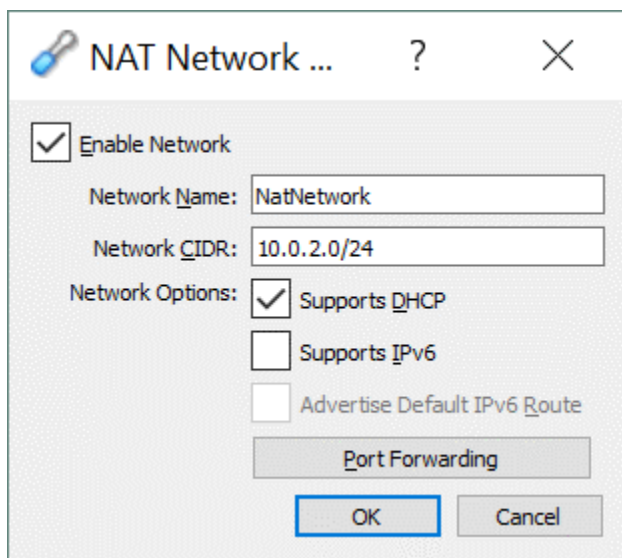 NAT Network ... ?
Enable Network
Network Name: NatNetwork
Network CIDR: 10.0.2.0/24
Network Options: Supports DHCP
Supports IPv6
Advertise Default IPv6 Route
Port Forwarding
OK Cancel